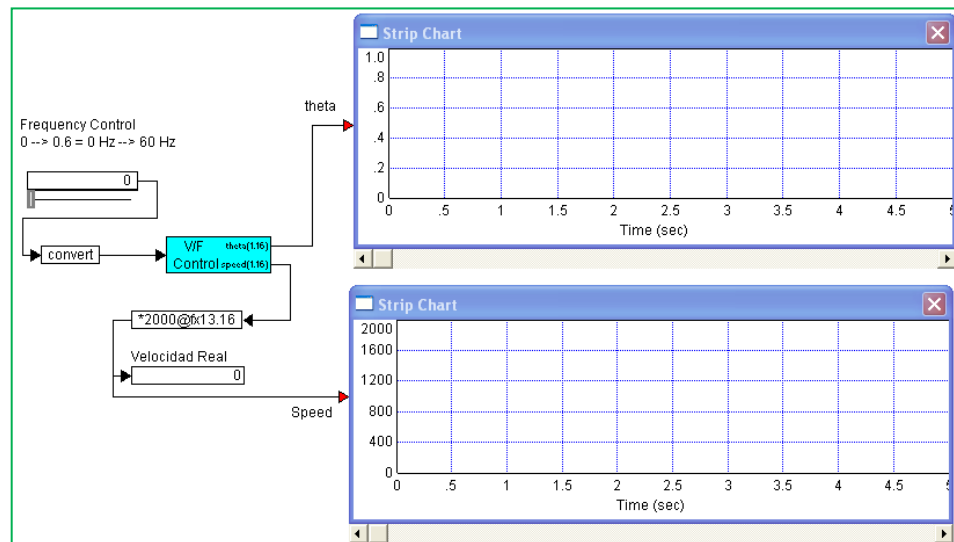 Strip Chart
1.0
.8
.6
.4
.2
0
0 .5 1 1.5 2 2.5 3 3.5 4 4.5 5
Time (sec)
theta
Frequency Control
0 --> 0.6 = 0 Hz --> 60 Hz
0
convert
V/F theta(1.16)
Control speed(1.16)
*2000@fx13.16
Velocidad Real
0
Speed
Strip Chart
2000
1600
1200
800
400
0
0 .5 1 1.5 2 2.5 3 3.5 4 4.5 5
Time (sec)